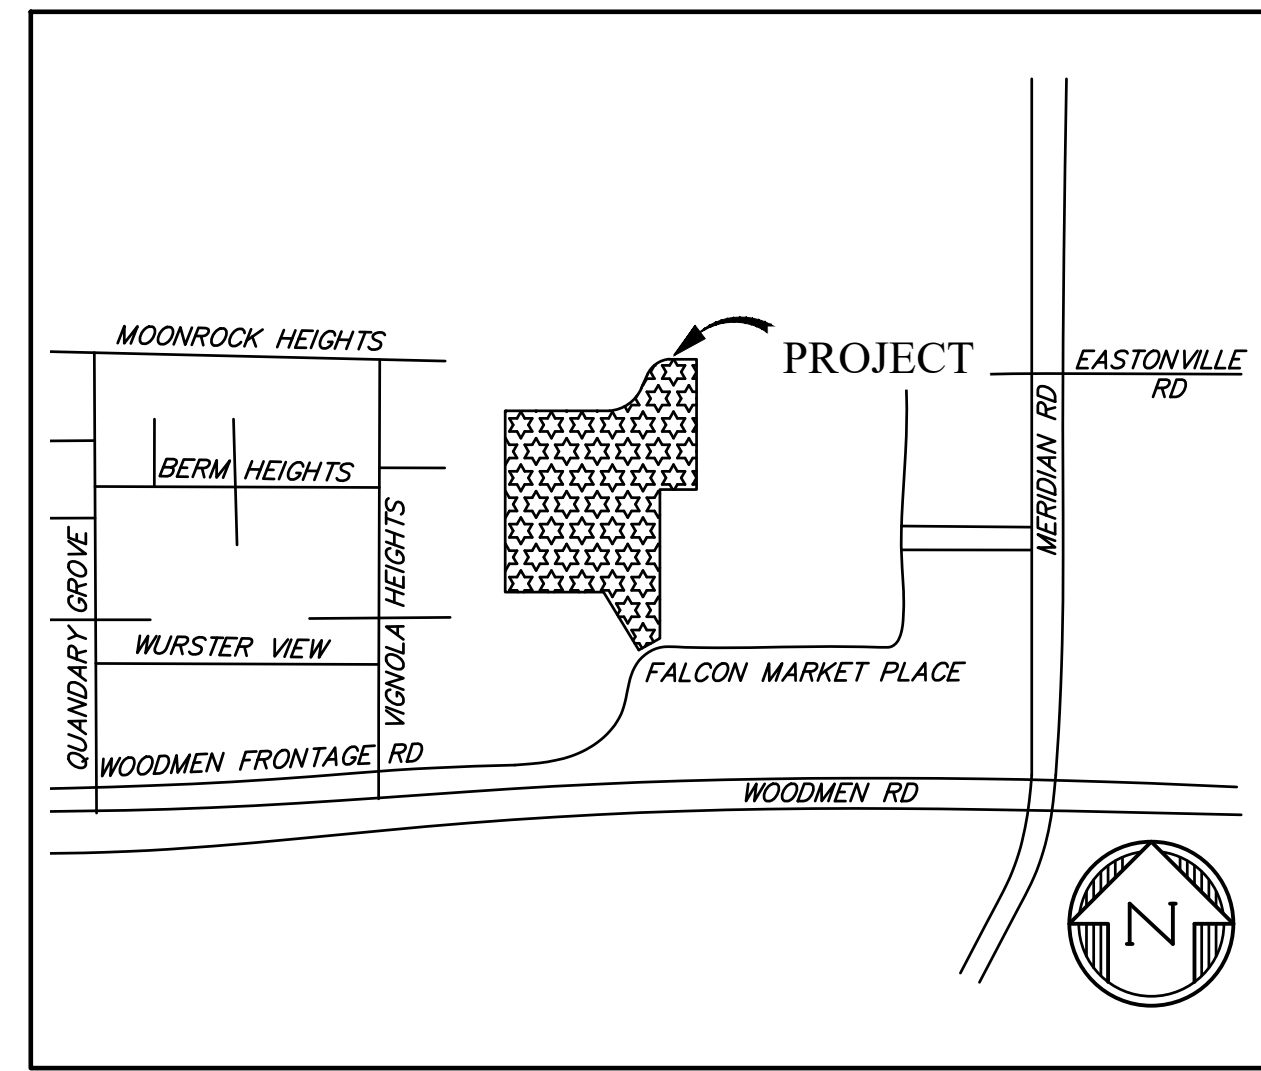 MOONROCK HEIGHTS
PROJECT
EASTONVILLE
RD
BERM HEIGHTS
MERIDIAN RD
VIGNOLA HEIGHTS
QUANDARY GROVE
WURSTER VIEW
FALCON MARKET PLACE
WOODMEN FRONTAGE RD
WOODMEN RD
N